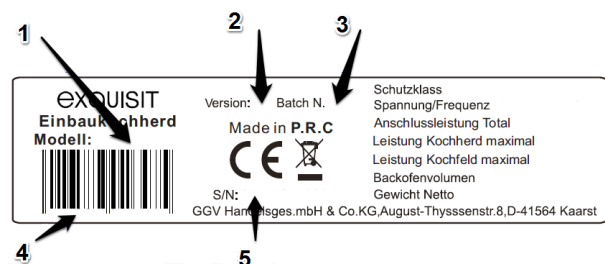 1
2
3
exquisit
Einbaukochherd
Modell:
Version: Batch N.
Made in P.R.C
CE
S/N:
Schutzklass
Spannung/Frequenz
Anschlussleistung Total
Leistung Kochherd maximal
Leistung Kochfeld maximal
Backofenvolumen
Gewicht Netto
GGV Handelsges.mbH & Co.KG,August-Thysssenstr.8,D-41564 Kaarst
4
5